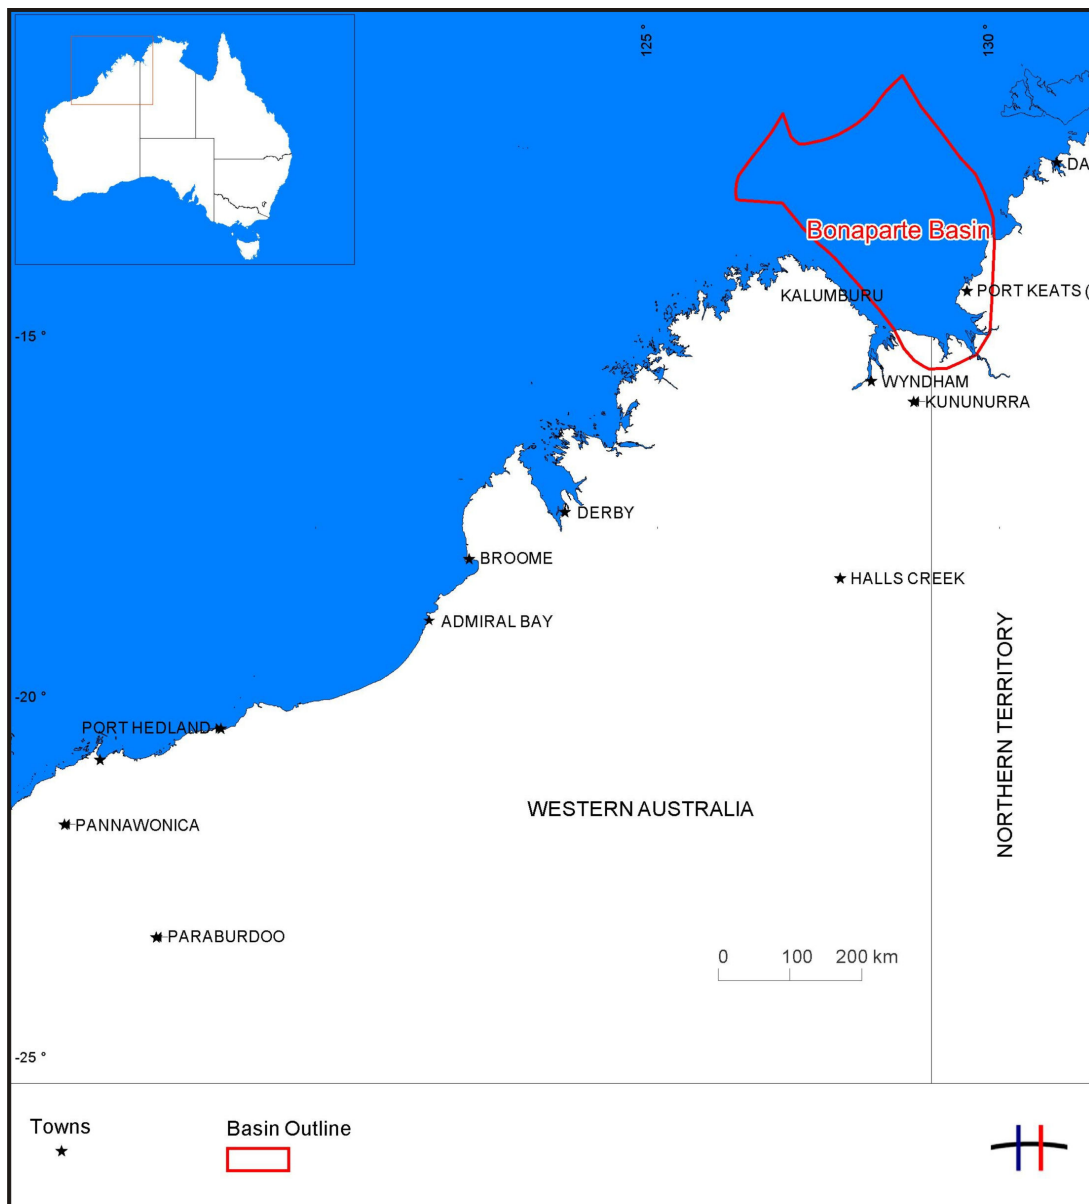 125 °
130 °
DA
Bonaparte Basin
PORT KEATS (
KALUMBURU
-15 °
WYNDHAM
KUNUNURRA
DERBY
BROOME
HALLS CREEK
ADMIRAL BAY
NORTHERN TERRITORY
-20 °
PORT HEDLAND
WESTERN AUSTRALIA
PANNAWONICA
PARABURDOO
0 100 200 km
-25 °
Towns
Basin Outline